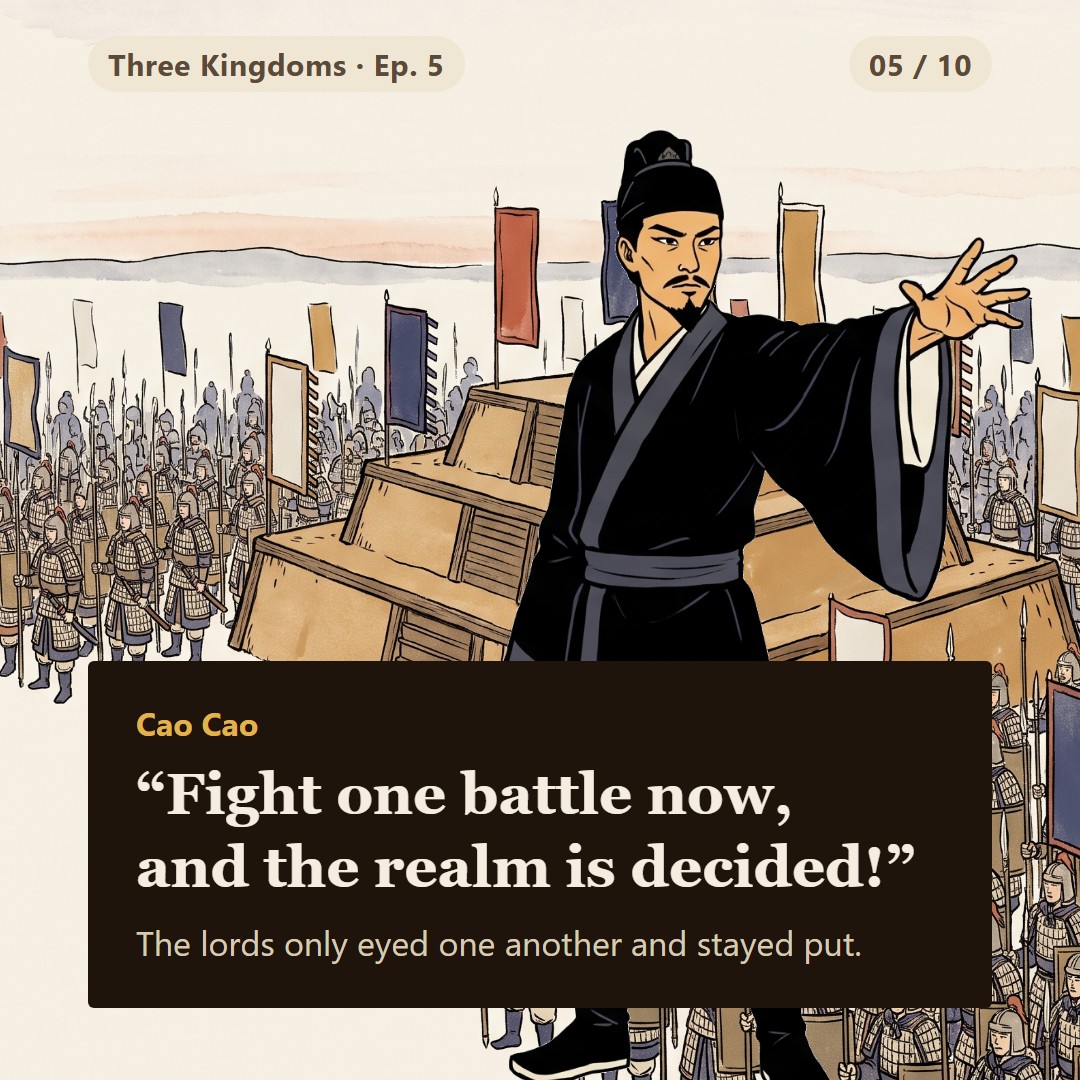 Three Kingdoms · Ep. 5
05 / 10
Cao Cao
“Fight one battle now,
and the realm is decided!”
The lords only eyed one another and stayed put.